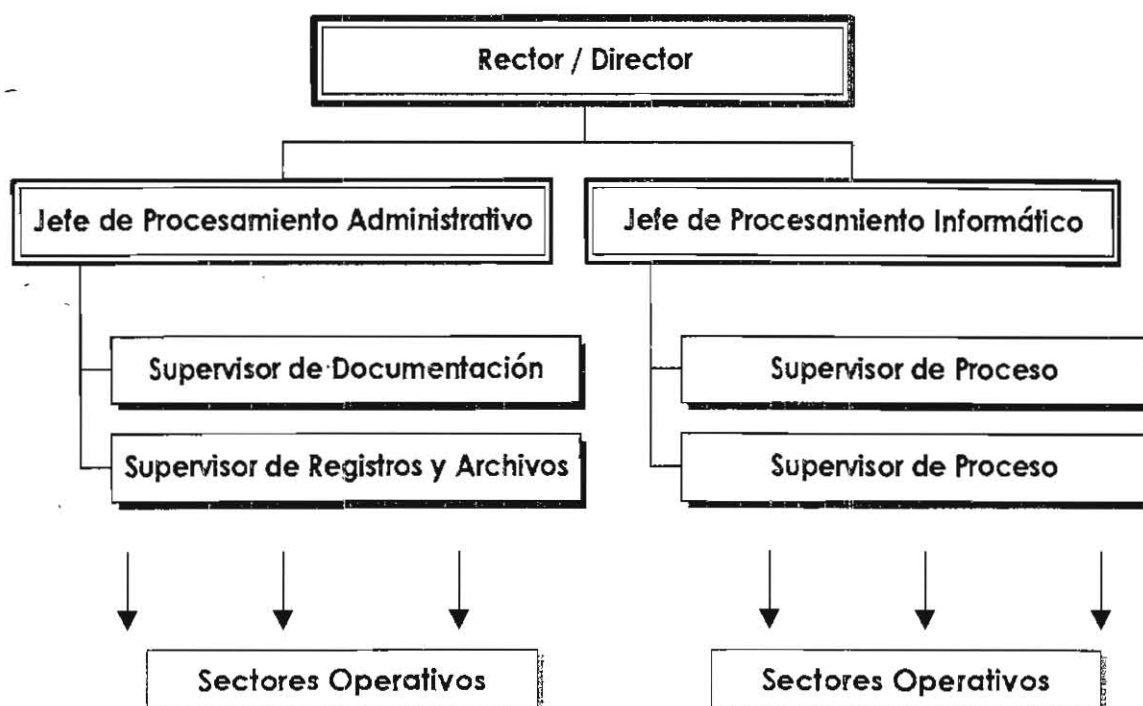 Rector / Director
Jefe de Procesamiento Administrativo
Jefe de Procesamiento Informático
Supervisor de Documentación
Supervisor de Proceso
Supervisor de Registros y Archivos
Supervisor de Proceso
Sectores Operativos
Sectores Operativos